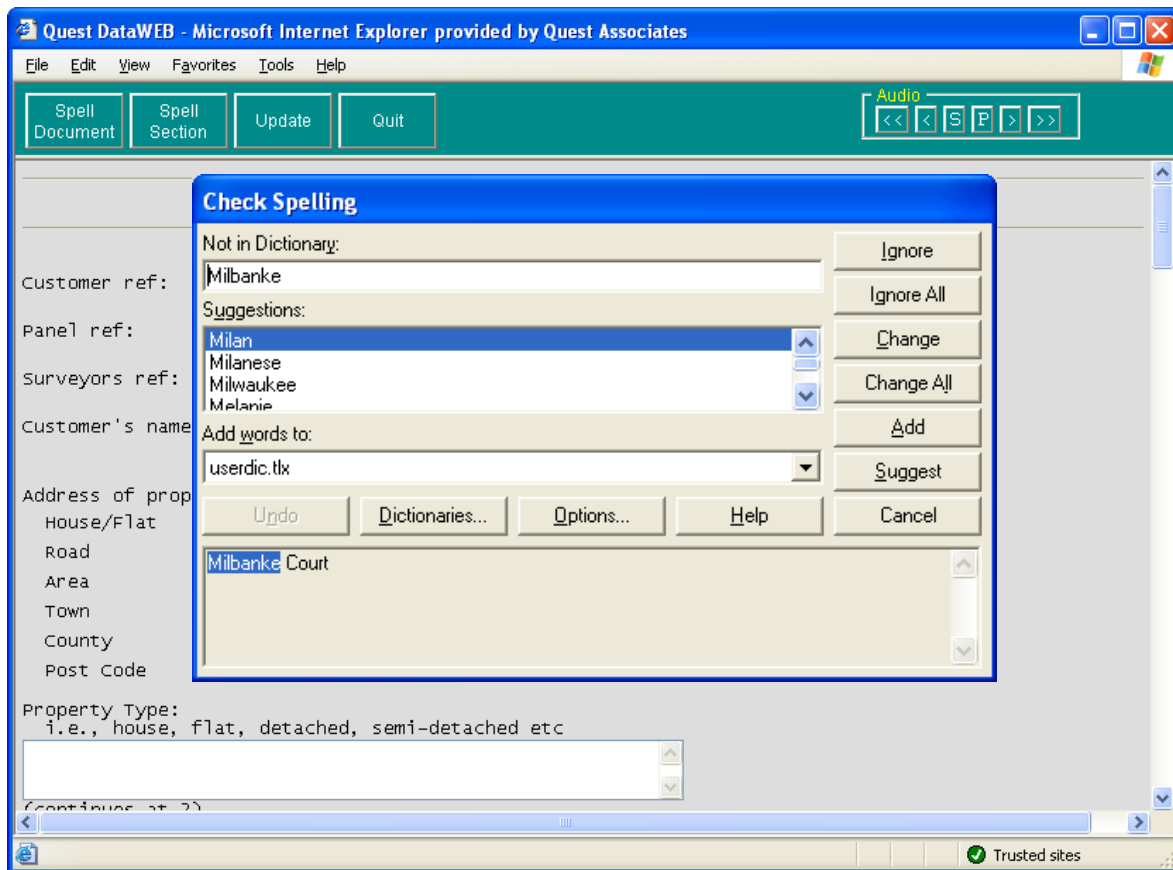 Quest DataWEB - Microsoft Internet Explorer provided by Quest Associates
File Edit View Favorites Tools Help
Spell Document
Spell Section
Update
Quit
Audio
<< < S P > >>
Check Spelling
Not in Dictionary:
Milbanke
Suggestions:
Milan
Milanese
Milwaukee
Melanie
Add words to:
userdic.tlx
Undo Dictionaries... Options... Help
Milbanke Court
Ignore
Ignore All
Change
Change All
Add
Suggest
Cancel
Customer ref:
Panel ref:
Surveyors ref:
Customer's name
Address of prop
House/Flat
Road
Area
Town
County
Post Code
Property Type:
i.e., house, flat, detached, semi-detached etc
(continues at 2)
Trusted sites